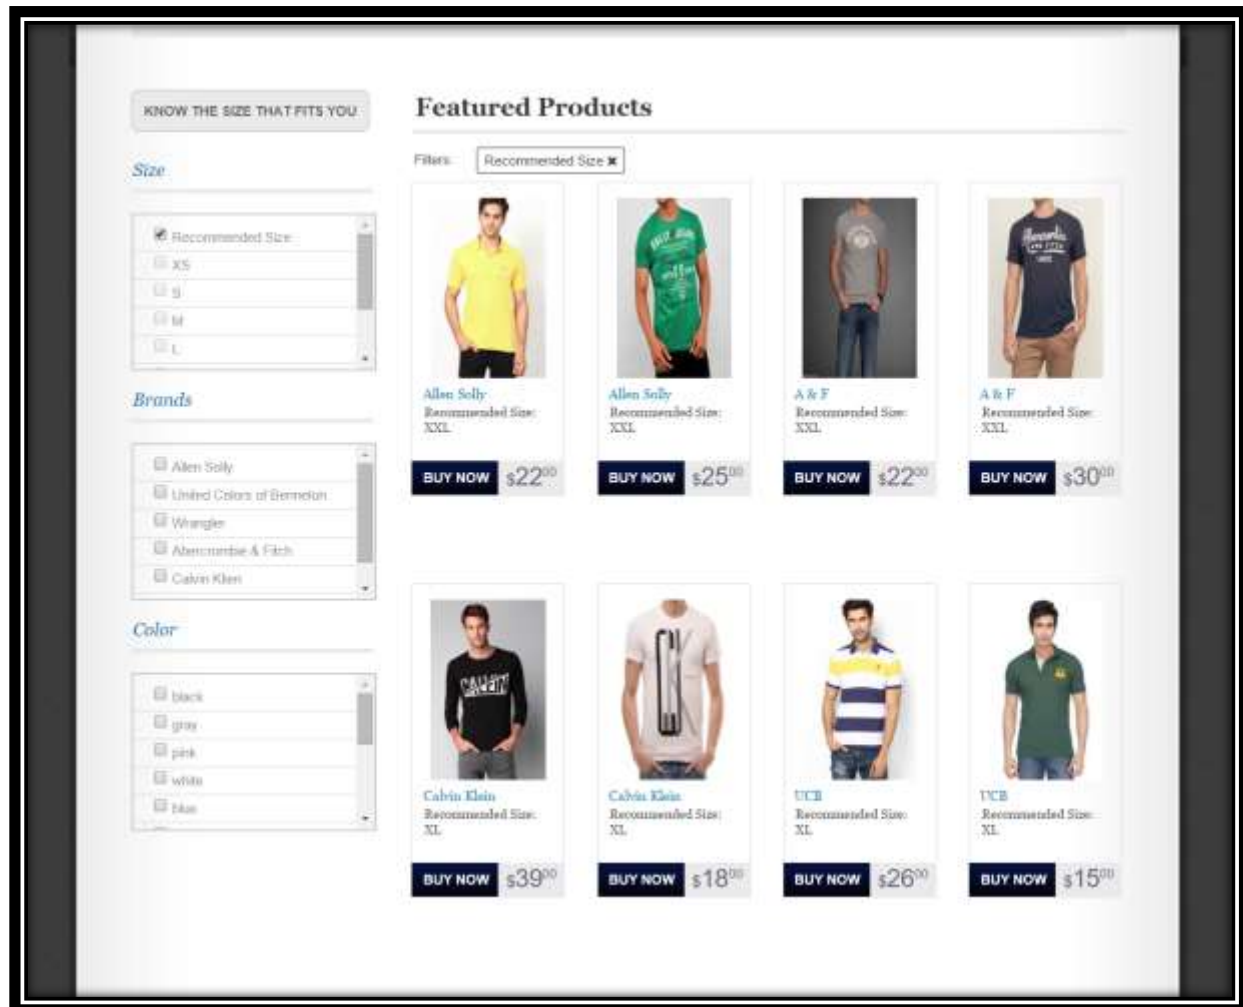 KNOW THE SIZE THAT FITS YOU
Size
Recommended Size
XS
S
M
L
Brands
Allen Solly
United Colors of Bennelon
Wrangler
Abercrombie & Fitch
Calvin Klien
Color
black
gray
pink
white
blue
Featured Products
Filters:
Recommended Size ✖
Allen Solly
Recommended Size:
XXL
BUY NOW $22.00
Allen Solly
Recommended Size:
XXL
BUY NOW $25.00
A & F
Recommended Size:
XXL
BUY NOW $22.00
Abercrombie
A & F
Recommended Size:
XXL
BUY NOW $30.00
Calvin Klein
Recommended Size:
XL
BUY NOW $39.00
Calvin Klein
Recommended Size:
XL
BUY NOW $18.00
UCB
Recommended Size:
XL
BUY NOW $26.00
UCB
Recommended Size:
XL
BUY NOW $15.00